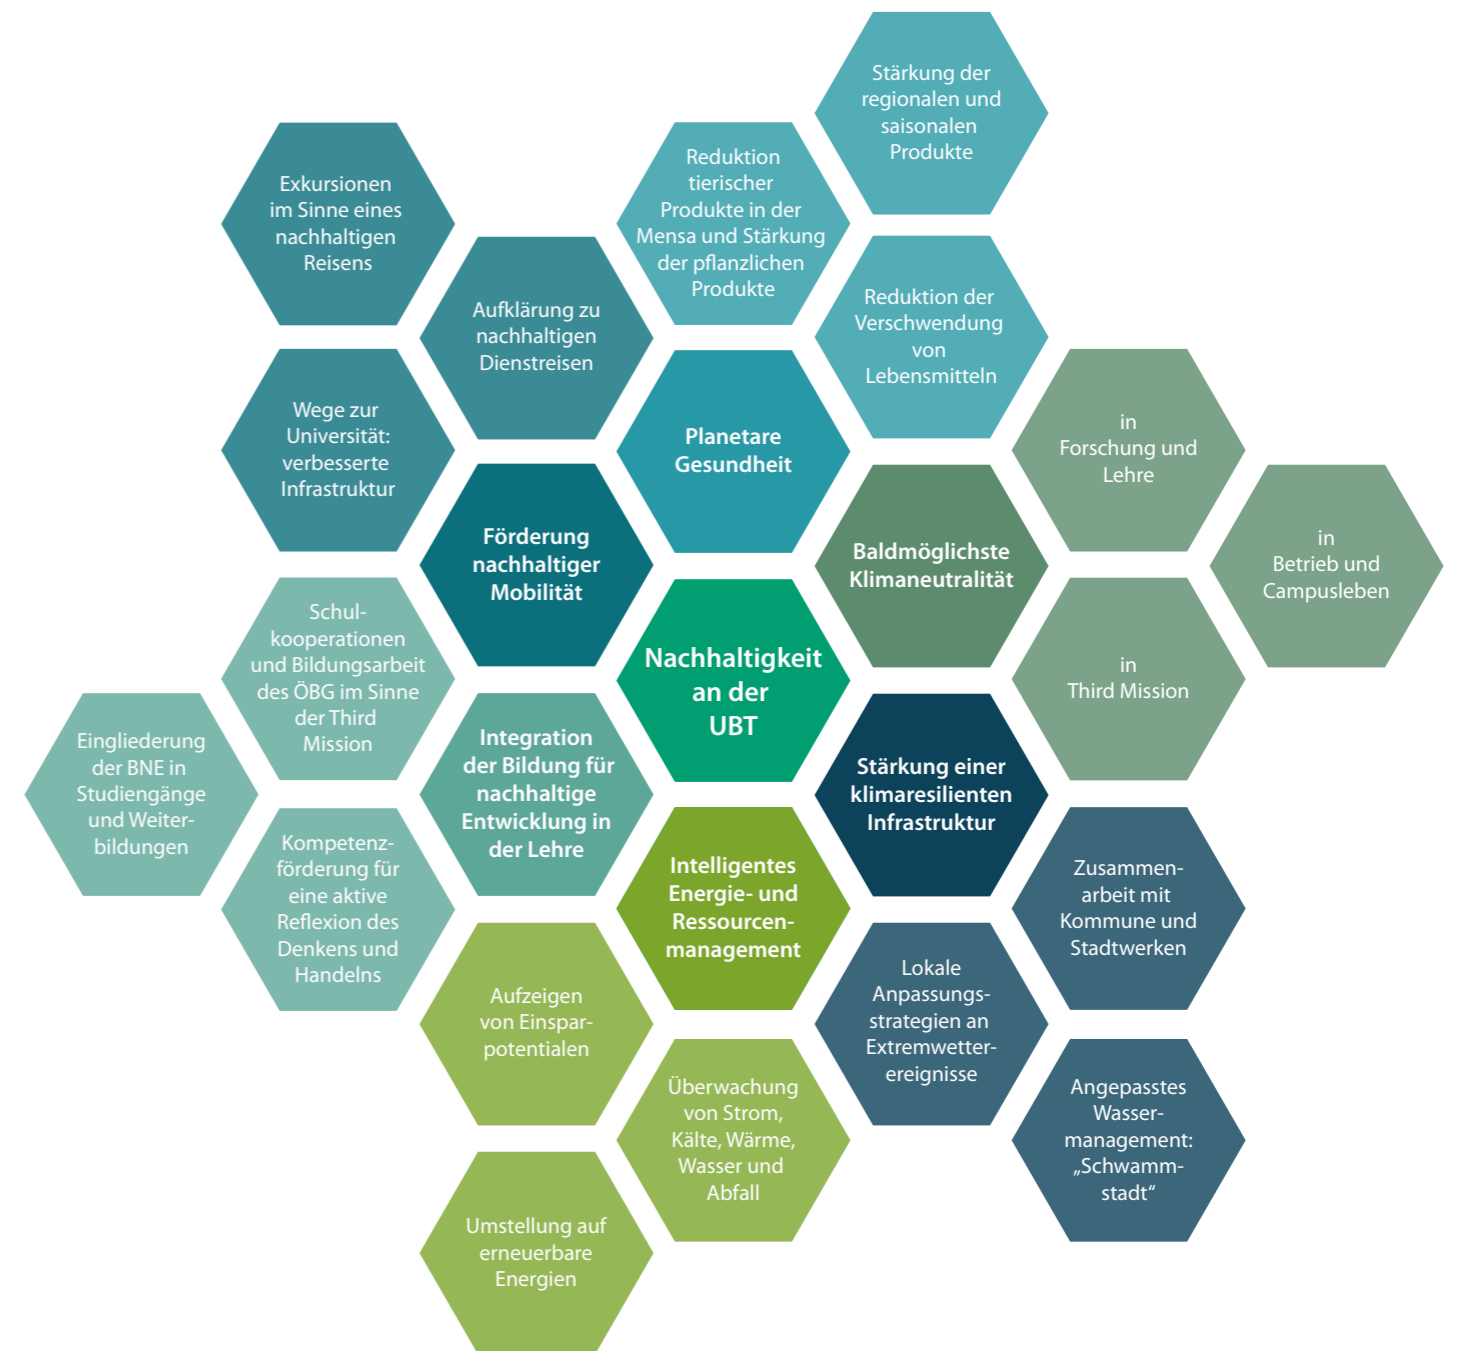 Stärkung der
regionalen und
saisonalen
Produkte
Reduktion
tierischer
Produkte in der
Mensa und Stärkung
der pflanzlichen
Produkte
Exkursionen
im Sinne eines
nachhaltigen
Reisens
Aufklärung zu
nachhaltigen
Dienstreisen
Reduktion der
Verschwendung
von
Lebensmitteln
Wege zur
Universität:
verbesserte
Infrastruktur
Planetare
Gesundheit
in
Forschung und
Lehre
Förderung
nachhaltiger
Mobilität
Baldmöglichste
Klimaneutralität
in
Betrieb und
Campusleben
Schul-
kooperationen
und Bildungsarbeit
des ÖBG im Sinne
der Third
Mission
Nachhaltigkeit
an der
UBT
in
Third Mission
Eingliederung
der BNE in
Studiengänge
und Weiter-
bildungen
Integration
der Bildung für
nachhaltige
Entwicklung in
der Lehre
Stärkung einer
klimaresilienten
Infrastruktur
Kompetenz-
förderung für
eine aktive
Reflexion des
Denkens und
Handelns
Intelligentes
Energie- und
Ressourcen-
management
Zusammen-
arbeit mit
Kommune und
Stadtwerken
Aufzeigen
von Einspar-
potentialen
Lokale
Anpassungs-
strategien an
Extremwetter-
ereignisse
Überwachung
von Strom,
Kälte, Wärme,
Wasser und
Abfall
Angepasstes
Wasser-
management:
„Schwamm-
stadt“
Umstellung auf
erneuerbare
Energien